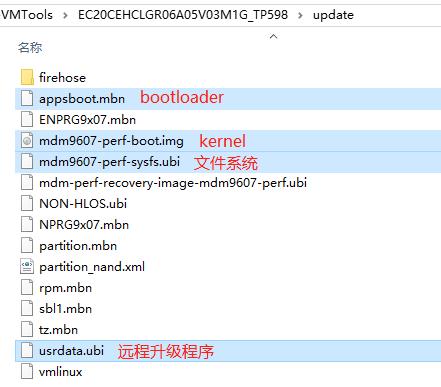 VMTools > EC20CEHCLGR06A05V03M1G_TP598 > update
名称
firehose
appsboot.mbn bootloader
ENPRG9x07.mbn
mdm9607-perf-boot.img kernel
mdm9607-perf-sysfs.ubi 文件系统
mdm-perf-recovery-image-mdm9607-perf.ubi
NON-HLOS.ubi
NPRG9x07.mbn
partition.mbn
partition_nand.xml
rpm.mbn
sbl1.mbn
tz.mbn
usrdata.ubi 远程升级程序
vmlinux